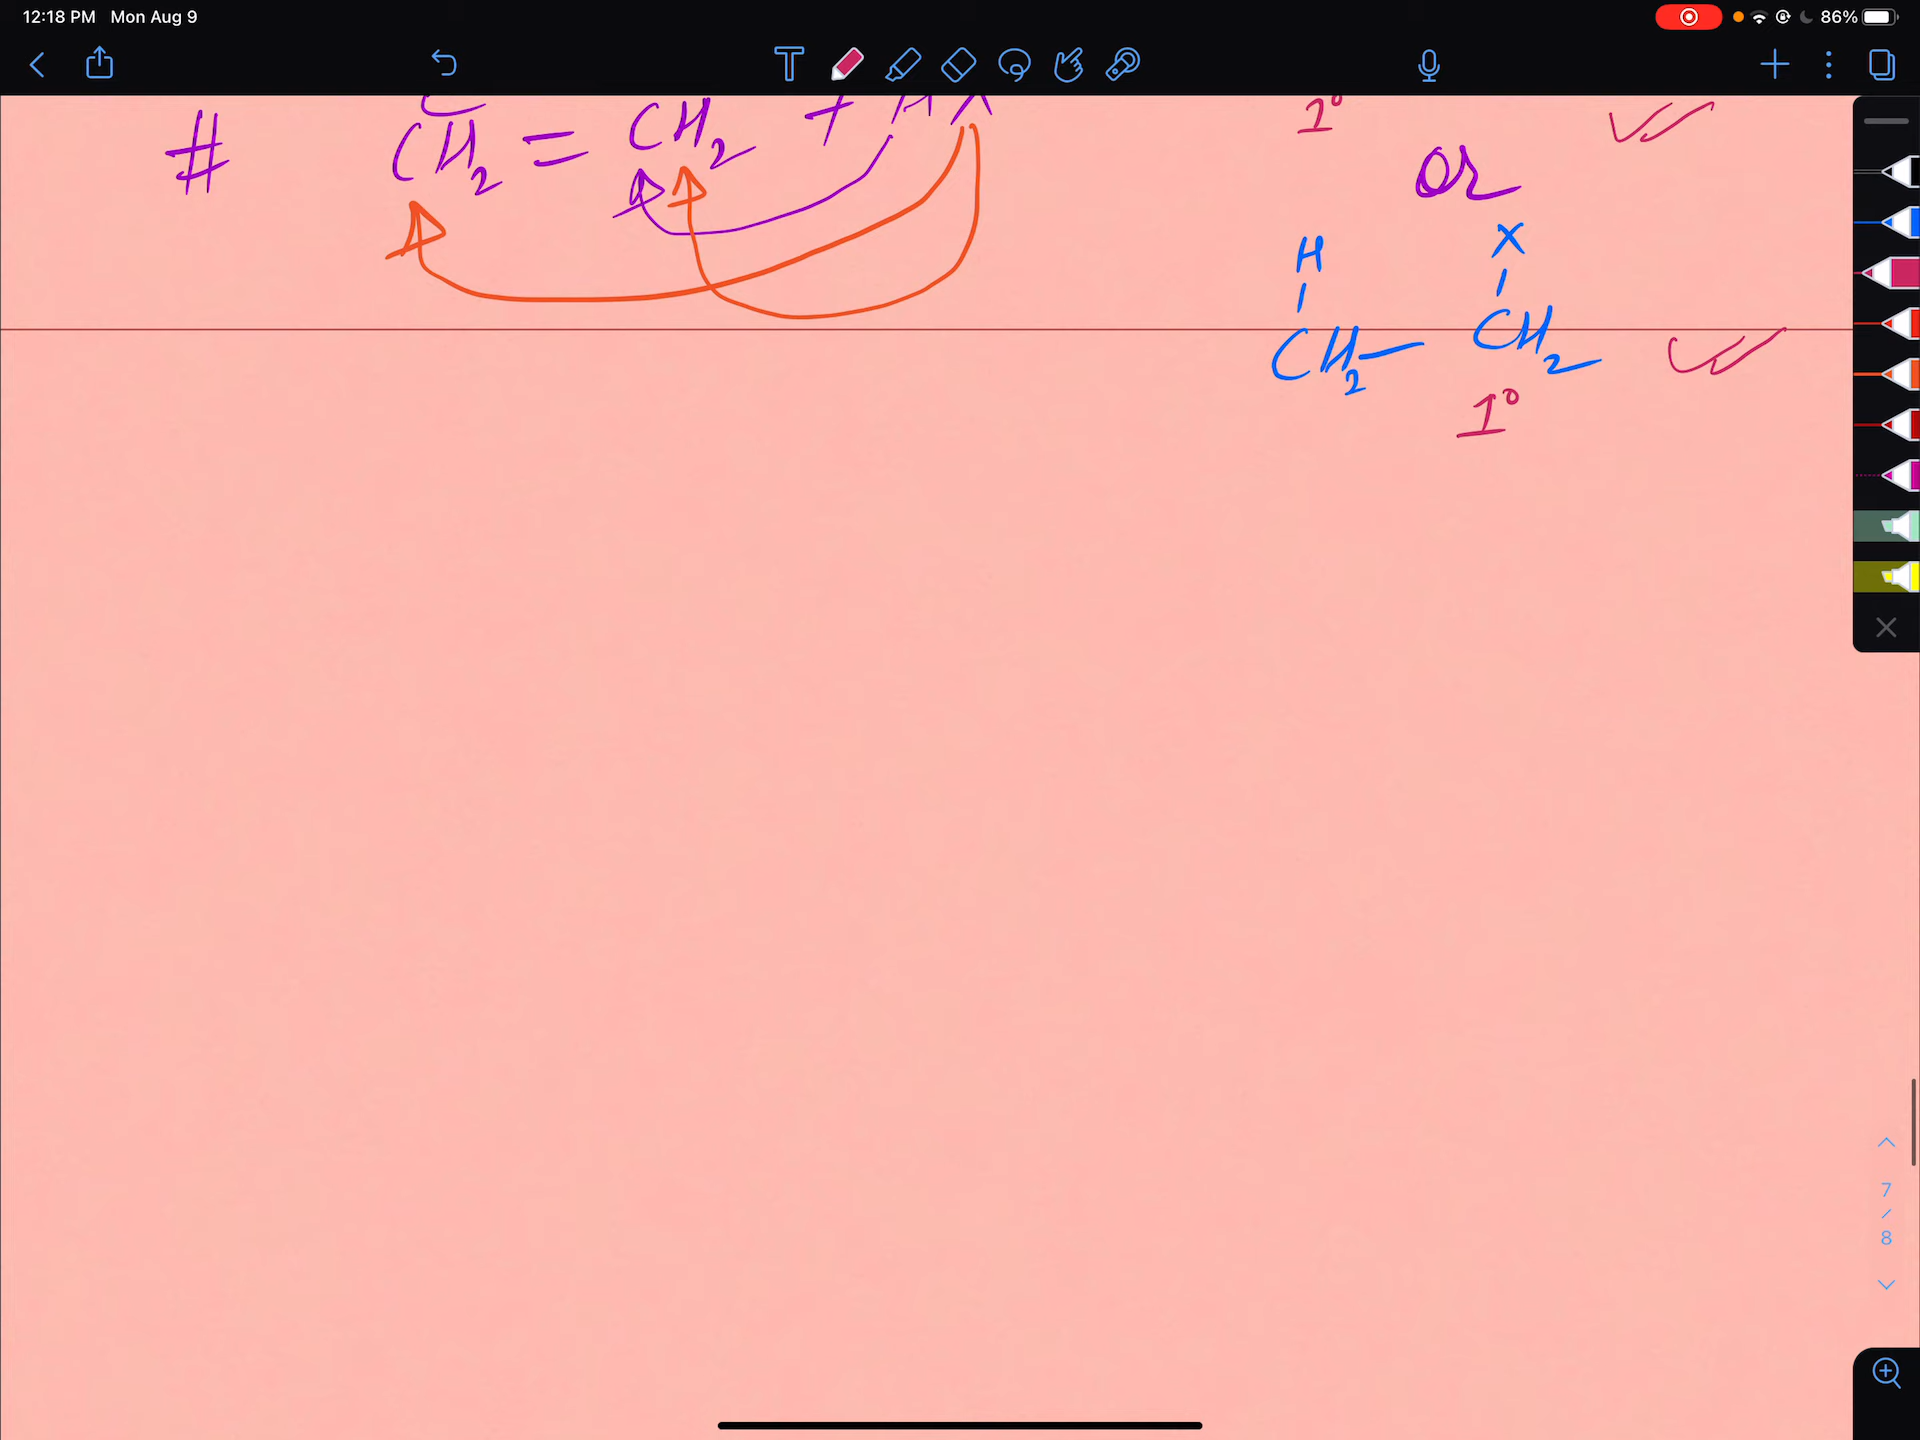 12:18 PM Mon Aug 9 86%
T
# CH₂ = CH₂ + HX 1°
or
H X
CH₂— CH₂
1°
7
/
8